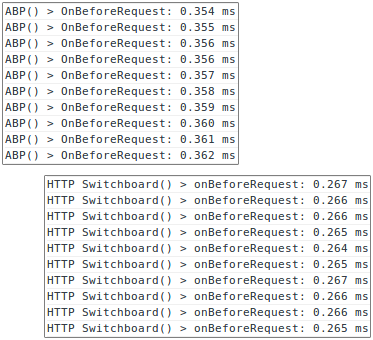 ABP() > OnBeforeRequest: 0.354 ms
ABP() > OnBeforeRequest: 0.355 ms
ABP() > OnBeforeRequest: 0.356 ms
ABP() > OnBeforeRequest: 0.356 ms
ABP() > OnBeforeRequest: 0.357 ms
ABP() > OnBeforeRequest: 0.358 ms
ABP() > OnBeforeRequest: 0.359 ms
ABP() > OnBeforeRequest: 0.360 ms
ABP() > OnBeforeRequest: 0.361 ms
ABP() > OnBeforeRequest: 0.362 ms
HTTP Switchboard() > onBeforeRequest: 0.267 ms
HTTP Switchboard() > onBeforeRequest: 0.266 ms
HTTP Switchboard() > onBeforeRequest: 0.266 ms
HTTP Switchboard() > onBeforeRequest: 0.265 ms
HTTP Switchboard() > onBeforeRequest: 0.264 ms
HTTP Switchboard() > onBeforeRequest: 0.265 ms
HTTP Switchboard() > onBeforeRequest: 0.267 ms
HTTP Switchboard() > onBeforeRequest: 0.266 ms
HTTP Switchboard() > onBeforeRequest: 0.266 ms
HTTP Switchboard() > onBeforeRequest: 0.265 ms